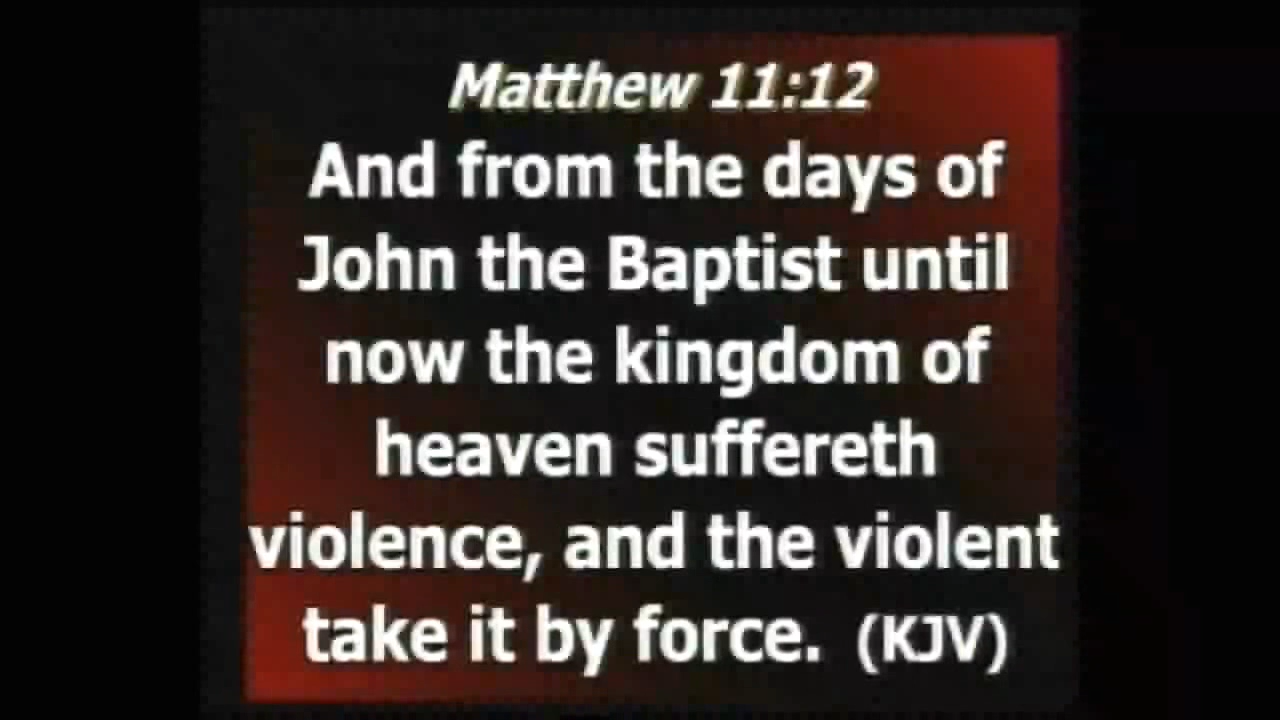 Matthew 11:12
And from the days of
John the Baptist until
now the kingdom of
heaven suffereth
violence, and the violent
take it by force. (KJV)